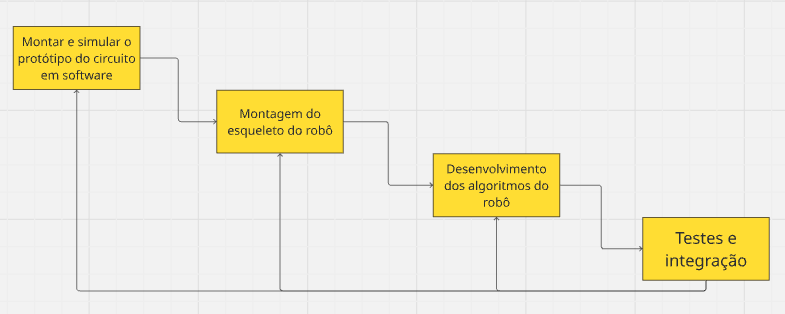 Montar e simular o
protótipo do circuito
em software
Montagem do
esqueleto do robô
Desenvolvimento
dos algoritmos do
robô
Testes e
integração